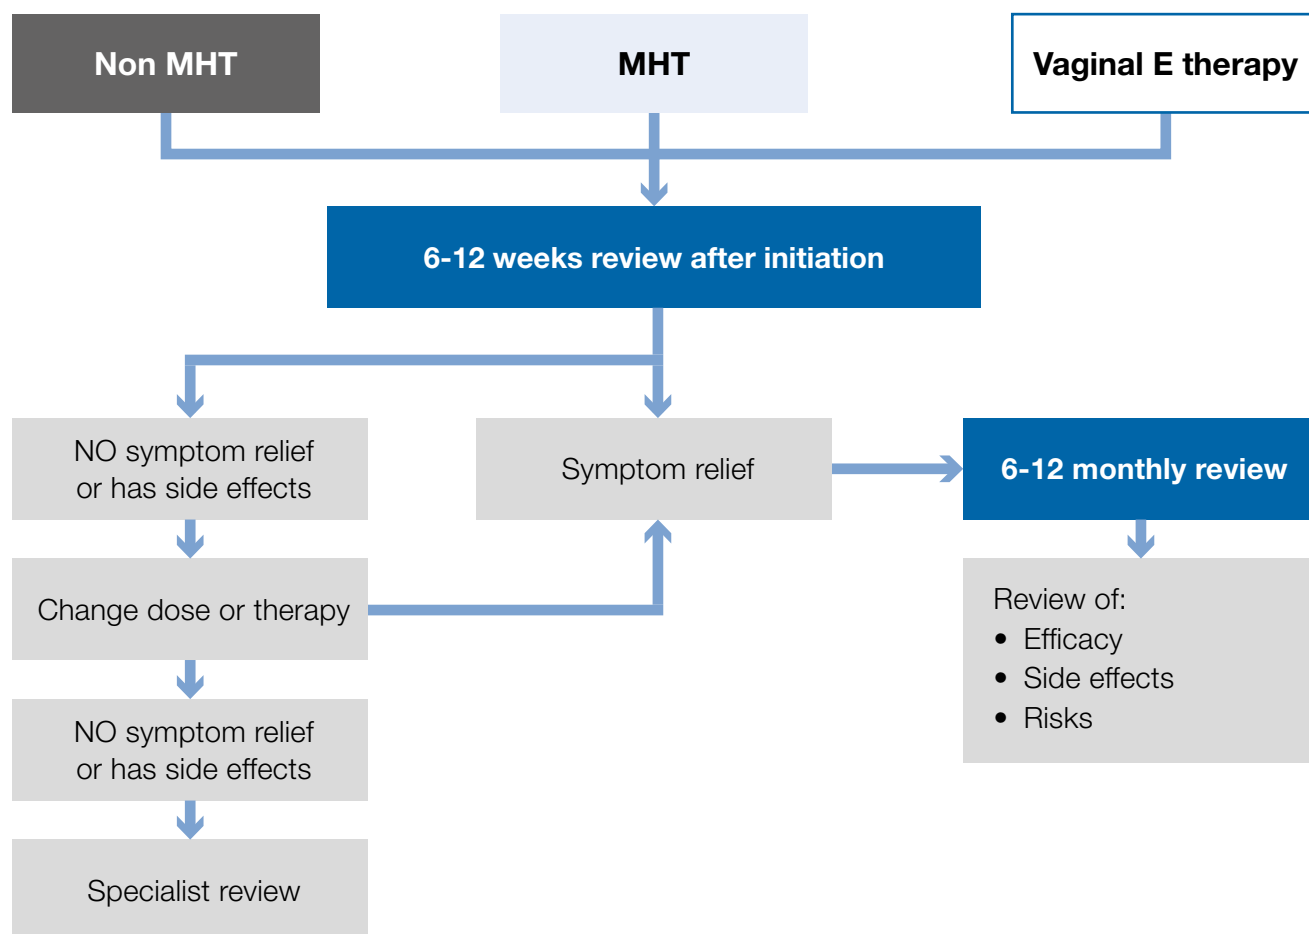 Non MHT
MHT
Vaginal E therapy
6-12 weeks review after initiation
NO symptom relief
or has side effects
Symptom relief
6-12 monthly review
Change dose or therapy
Review of:
• Efficacy
• Side effects
• Risks
NO symptom relief
or has side effects
Specialist review